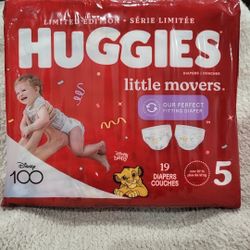 LIMITED EDITION • SÉRIE LIMITÉE
HUGGIES
DIAPERS • COUCHES
little movers.
OUR PERFECT
FITTING DIAPER
Disney
100
Disney
19
DIAPERS
COUCHES
5